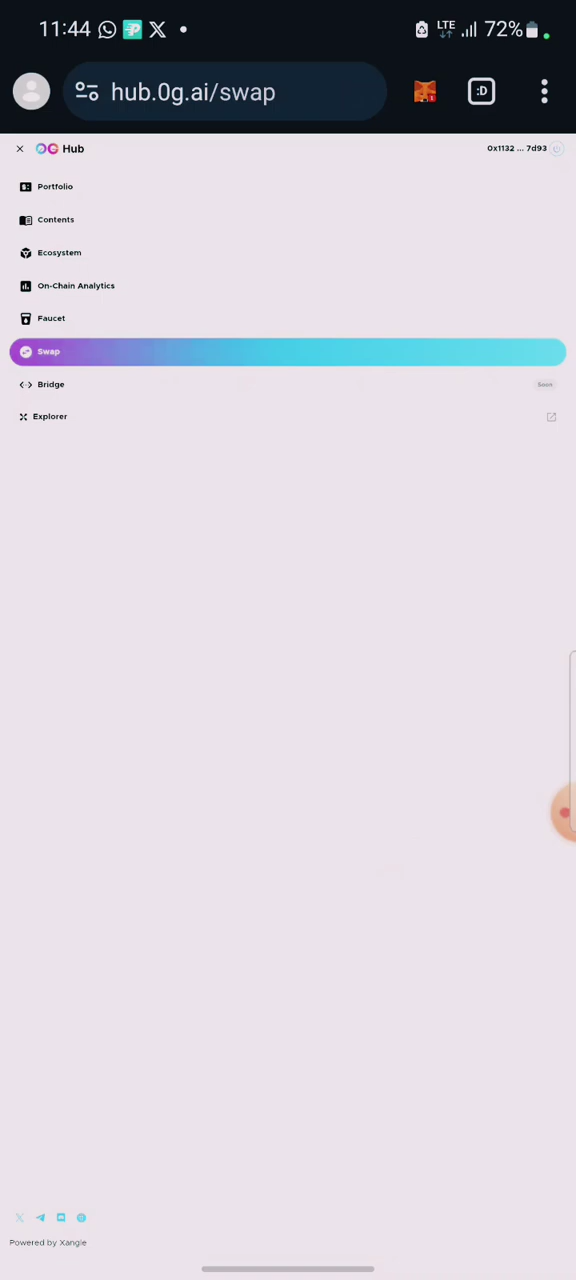 11:44 LTE 72%
hub.0g.ai/swap :D
0G Hub 0x1132 ... 7d93
Portfolio
Contents
Ecosystem
On-Chain Analytics
Faucet
Swap
Bridge Soon
Explorer
Powered by Xangle